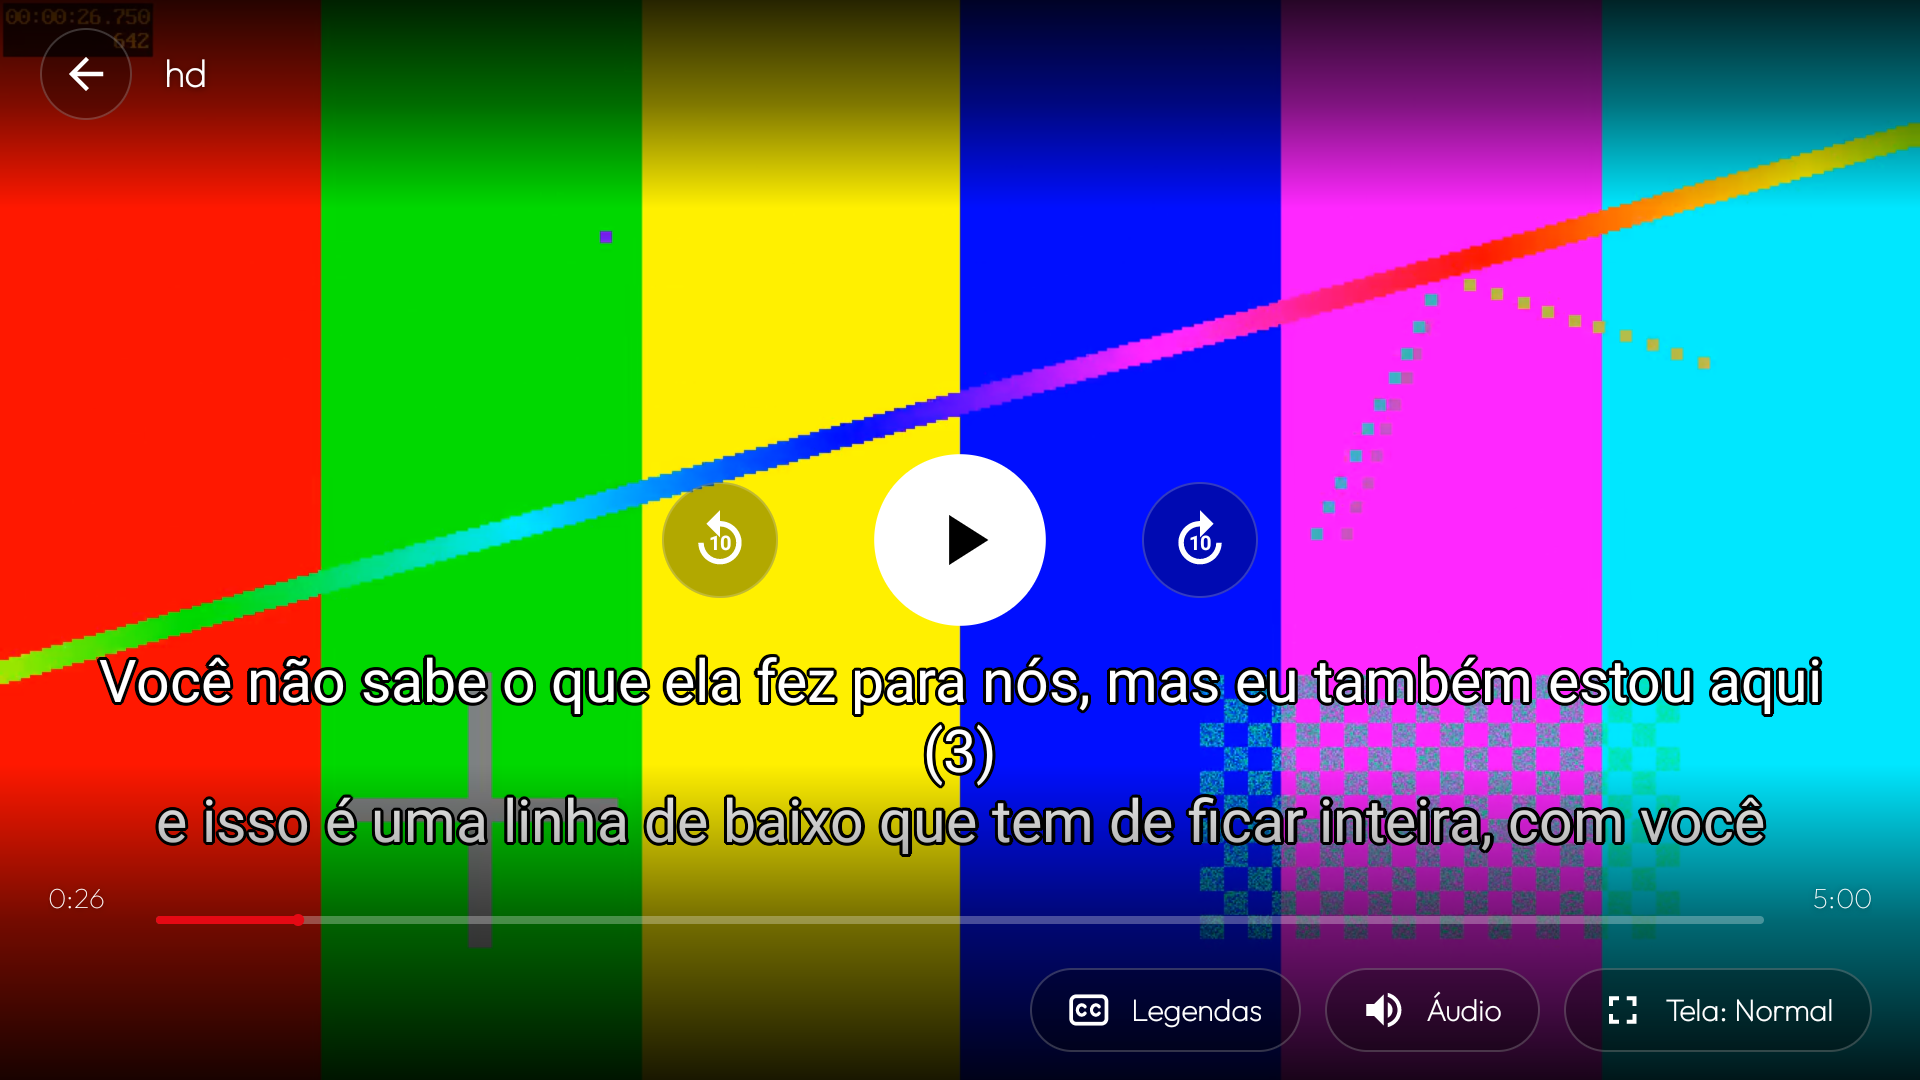 00:00:26.750
642
hd
10
10
Você não sabe o que ela fez para nós, mas eu também estou aqui
(3)
e isso é uma linha de baixo que tem de ficar inteira, com você
0:26
5:00
CC Legendas
Áudio
Tela: Normal